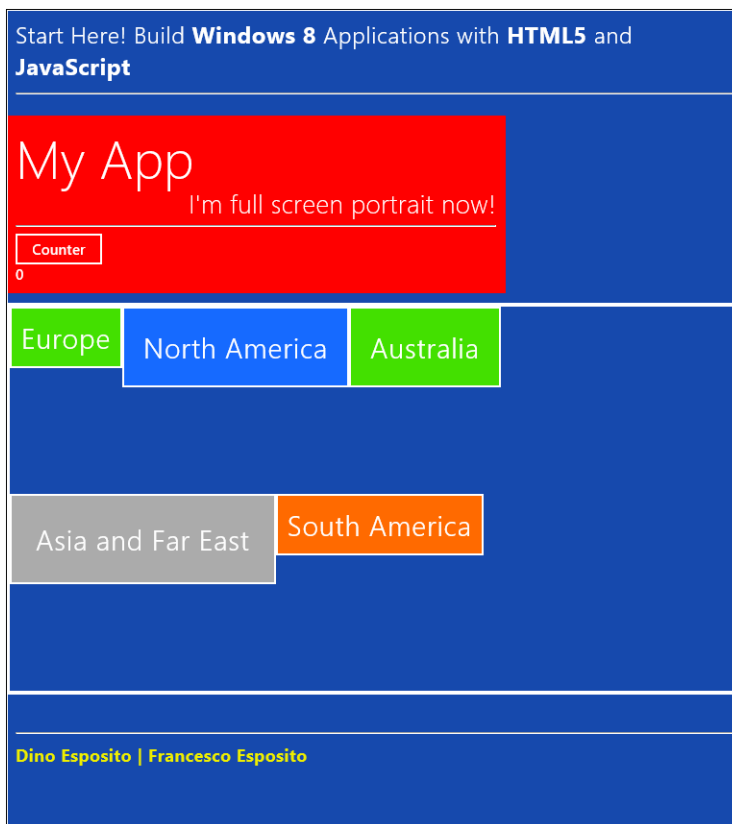 Start Here! Build Windows 8 Applications with HTML5 and
JavaScript
My App
I'm full screen portrait now!
Counter
0
Europe
North America
Australia
Asia and Far East
South America
Dino Esposito | Francesco Esposito